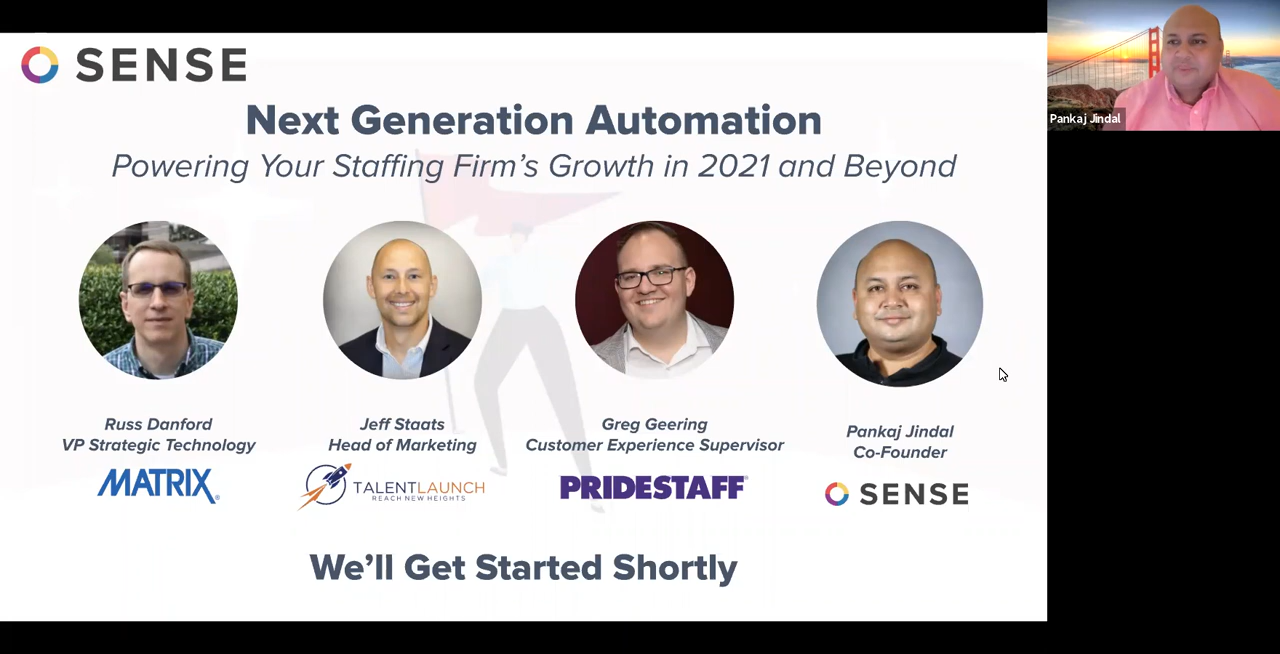 SENSE
Next Generation Automation
Powering Your Staffing Firm's Growth in 2021 and Beyond
Pankaj Jindal
Russ Danford
VP Strategic Technology
MATRIX®
Jeff Staats
Head of Marketing
TALENTLAUNCH
REACH NEW HEIGHTS
Greg Geering
Customer Experience Supervisor
PRIDESTAFF®
Pankaj Jindal
Co-Founder
SENSE
We'll Get Started Shortly